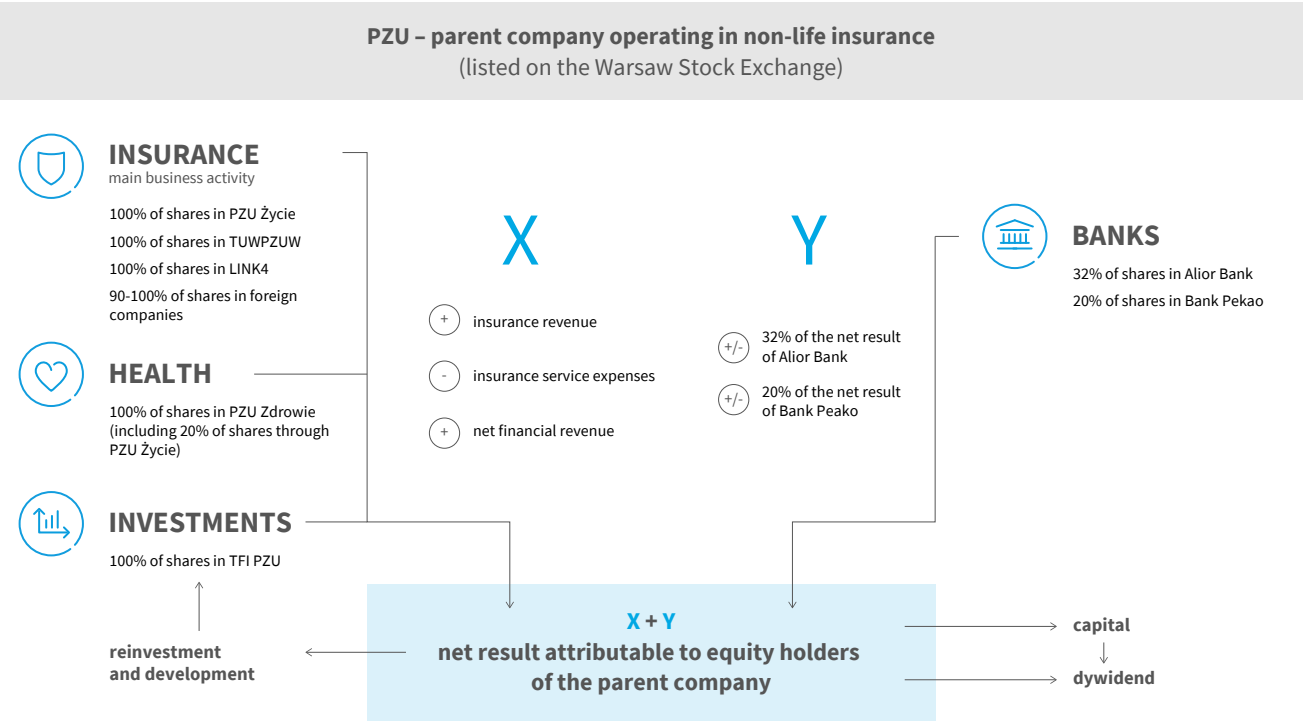 PZU – parent company operating in non-life insurance
(listed on the Warsaw Stock Exchange)
INSURANCE
main business activity
100% of shares in PZU Życie
100% of shares in TUWPZUW
100% of shares in LINK4
90-100% of shares in foreign
companies
HEALTH
100% of shares in PZU Zdrowie
(including 20% of shares through
PZU Życie)
INVESTMENTS
100% of shares in TFI PZU
reinvestment
and development
X
+ insurance revenue
- insurance service expenses
+ net financial revenue
Y
+/- 32% of the net result
of Alior Bank
+/- 20% of the net result
of Bank Peako
BANKS
32% of shares in Alior Bank
20% of shares in Bank Pekao
X + Y
net result attributable to equity holders
of the parent company
capital
dywidend